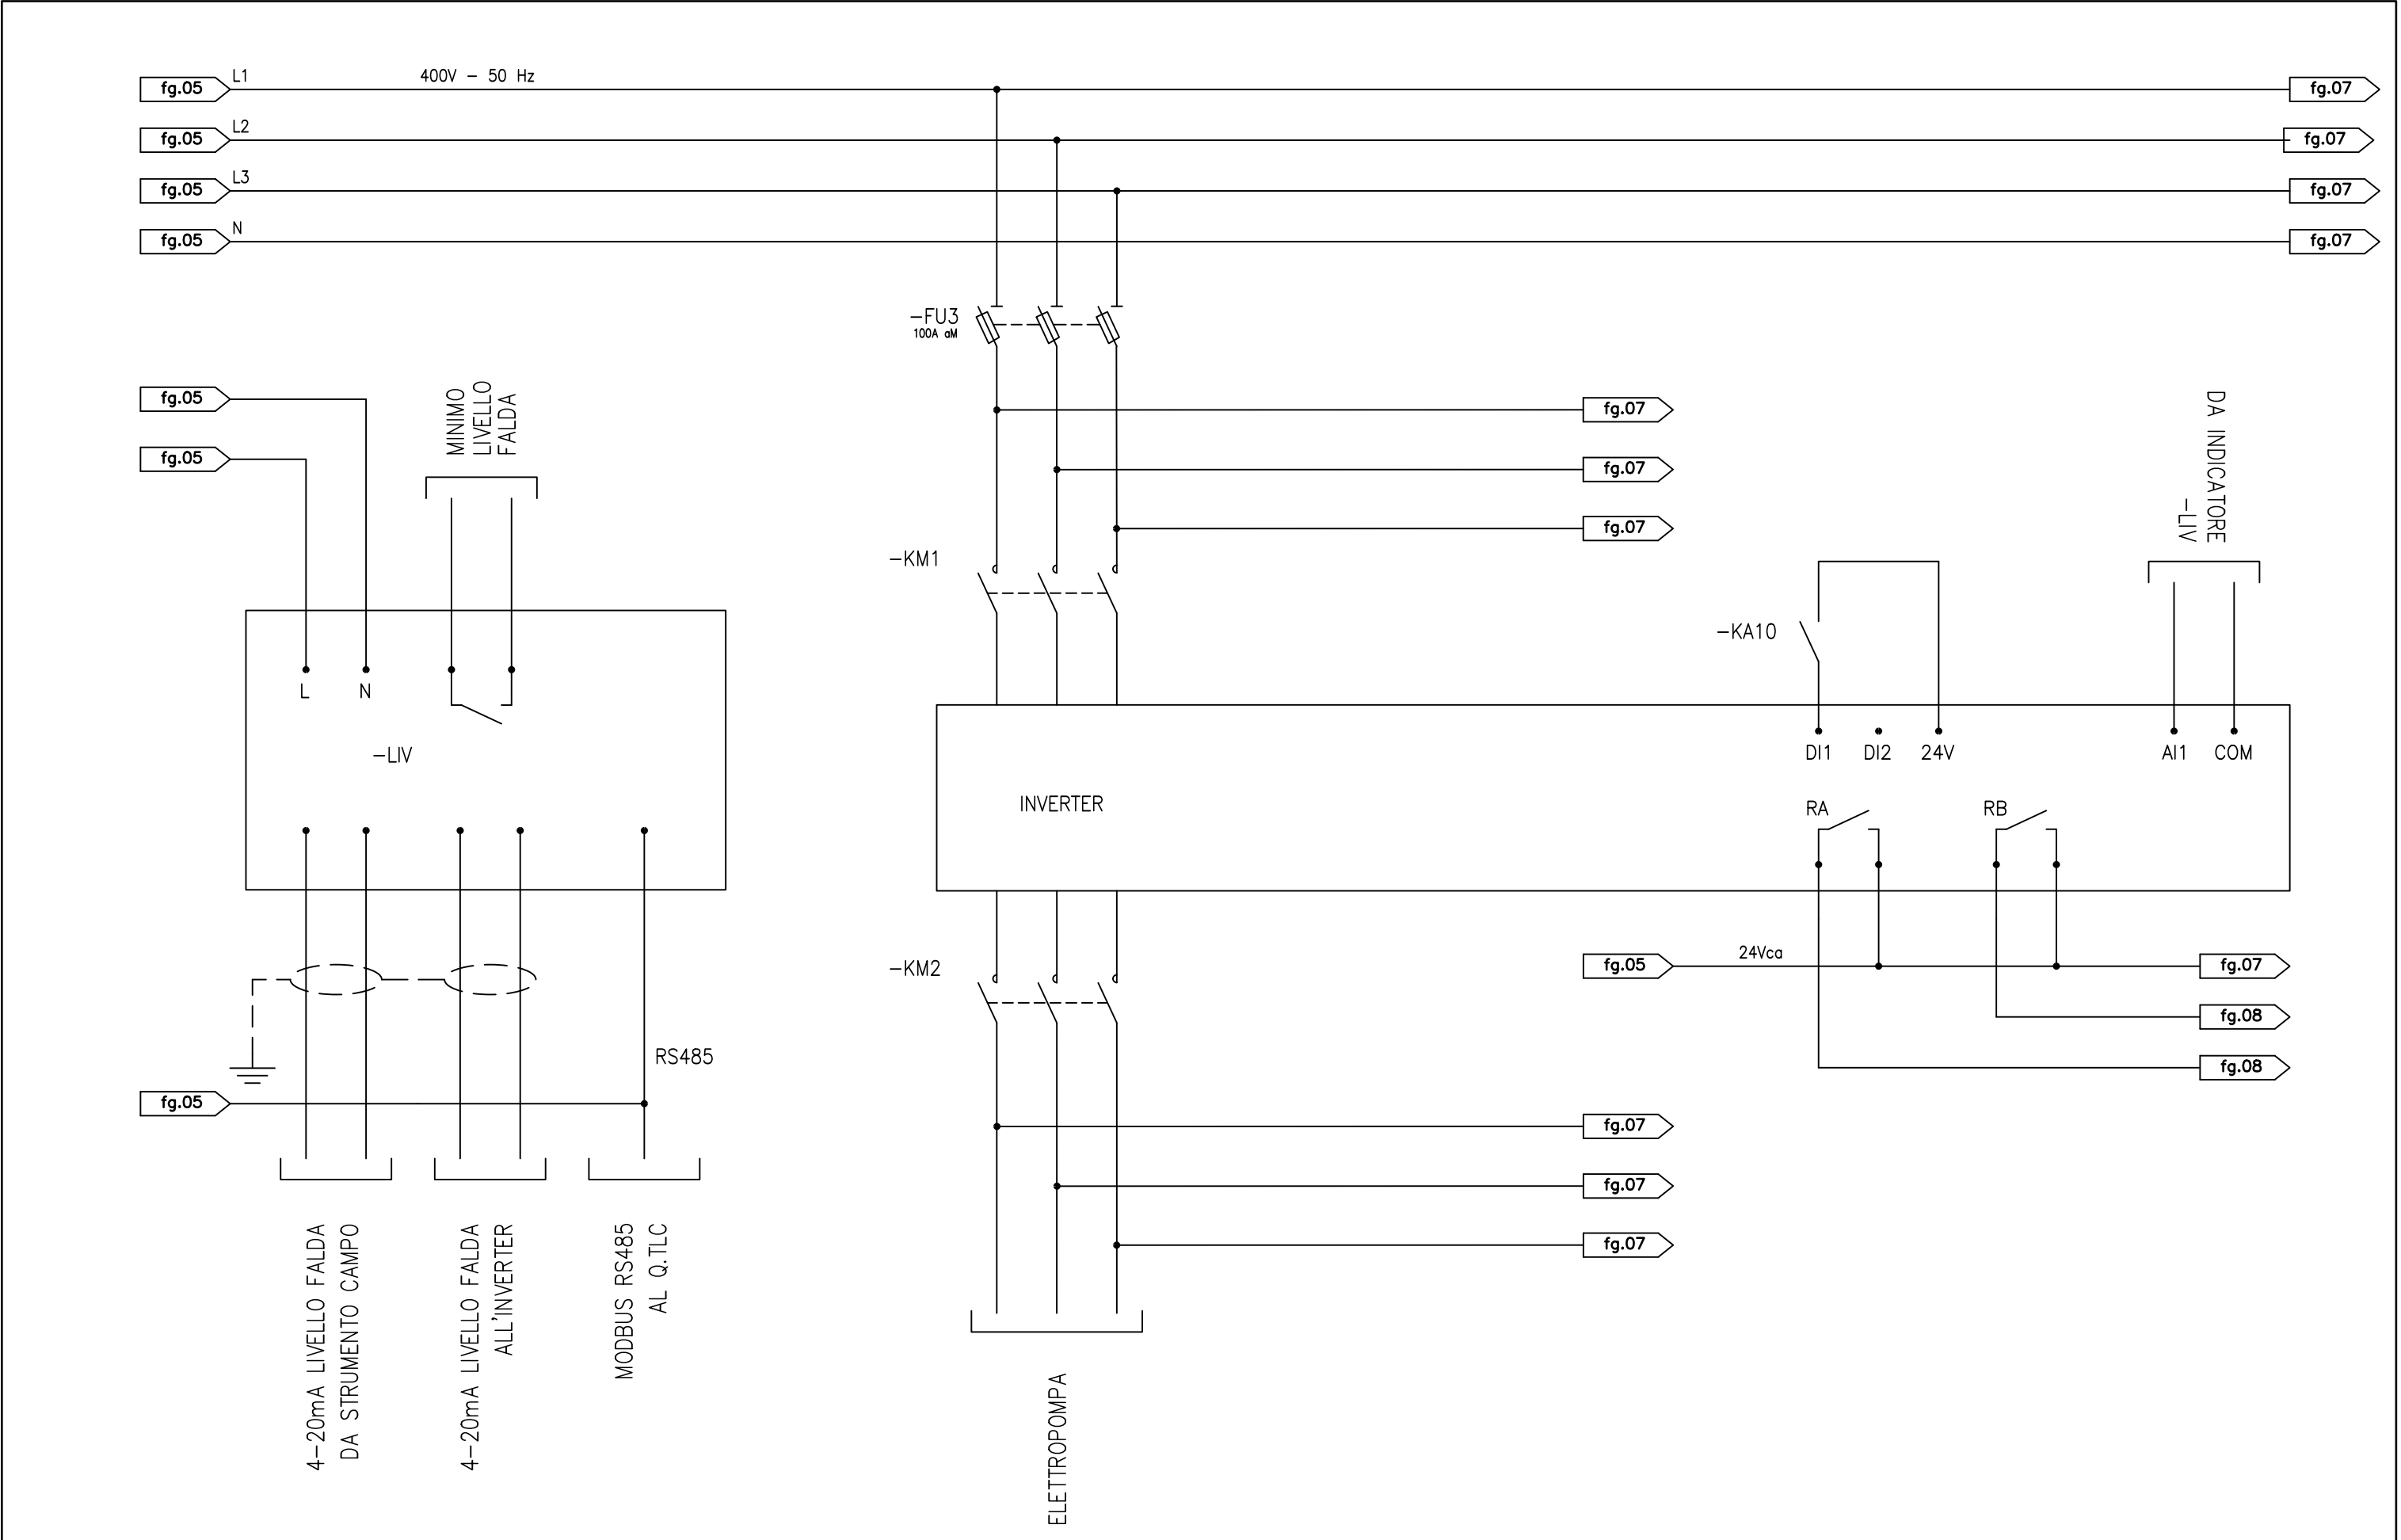 L1
400V – 50 Hz
fg.05
fg.07
L2
fg.05
fg.07
L3
fg.05
fg.07
N
fg.05
fg.07
–FU3
100A aM
fg.05
fg.05
MINIMO
LIVELLO
FALDA
fg.07
fg.07
fg.07
DA INDICATORE
–LIV
–KM1
–KA10
L
N
–LIV
DI1
DI2
24V
AI1
COM
INVERTER
RA
RB
–KM2
fg.05
24Vca
fg.07
fg.08
fg.08
RS485
fg.05
fg.07
fg.07
fg.07
4–20mA LIVELLO FALDA
DA STRUMENTO CAMPO
4–20mA LIVELLO FALDA
ALL'INVERTER
MODBUS RS485
AL Q.TLC
ELETTROPOMPA